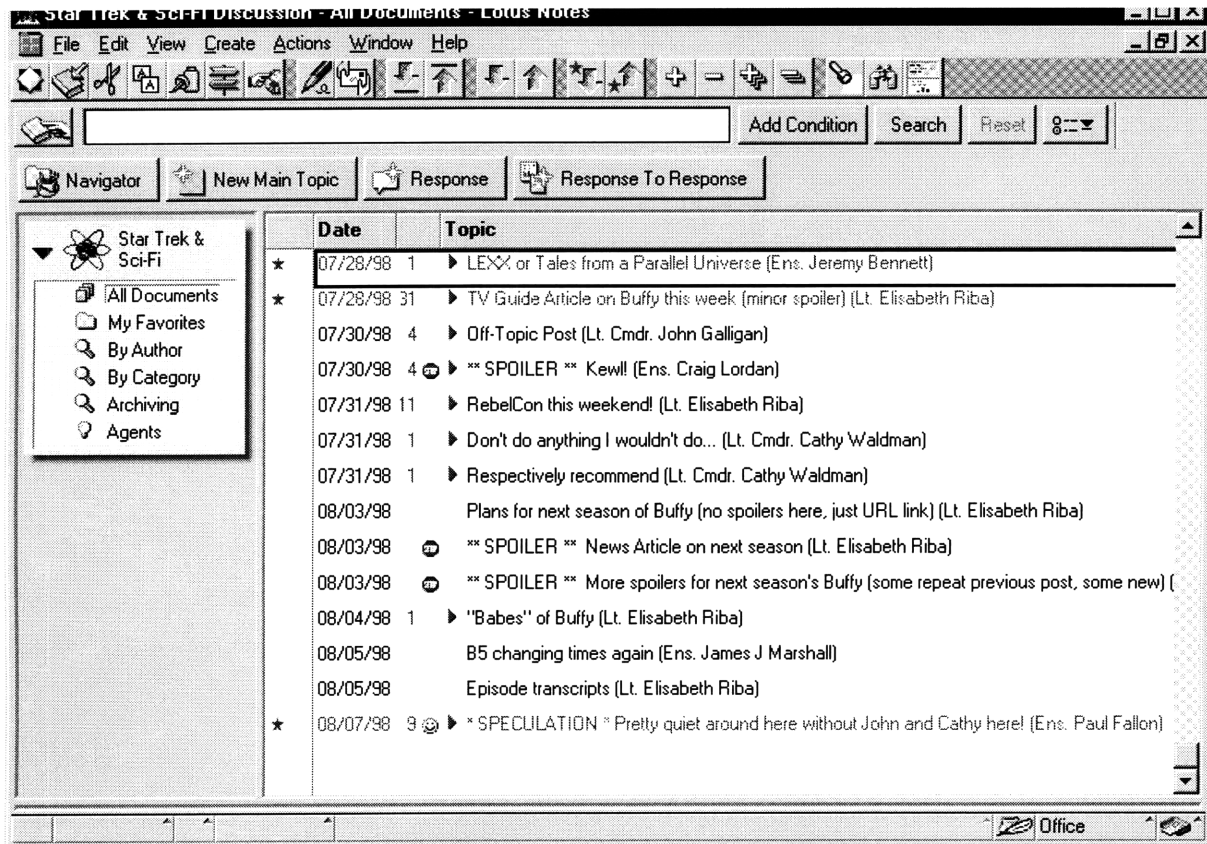 Star Trek & Sci-Fi Discussion - All Documents - Lotus Notes
File Edit View Create Actions Window Help
Add Condition Search Reset
Navigator New Main Topic Response Response To Response
Star Trek &
Sci-Fi
All Documents
My Favorites
By Author
By Category
Archiving
Agents
Date Topic
★ 07/28/98 1 LEXX or Tales from a Parallel Universe (Ens. Jeremy Bennett)
★ 07/28/98 31 TV Guide Article on Buffy this week (minor spoiler) (Lt. Elisabeth Riba)
07/30/98 4 Off-Topic Post (Lt. Cmdr. John Galligan)
07/30/98 4 ** SPOILER ** Kewl! (Ens. Craig Lordan)
07/31/98 11 RebelCon this weekend! (Lt. Elisabeth Riba)
07/31/98 1 Don't do anything I wouldn't do... (Lt. Cmdr. Cathy Waldman)
07/31/98 1 Respectively recommend (Lt. Cmdr. Cathy Waldman)
08/03/98 Plans for next season of Buffy (no spoilers here, just URL link) (Lt. Elisabeth Riba)
08/03/98 ** SPOILER ** News Article on next season (Lt. Elisabeth Riba)
08/03/98 ** SPOILER ** More spoilers for next season's Buffy (some repeat previous post, some new) (
08/04/98 1 "Babes" of Buffy (Lt. Elisabeth Riba)
08/05/98 B5 changing times again (Ens. James J Marshall)
08/05/98 Episode transcripts (Lt. Elisabeth Riba)
★ 08/07/98 9 * SPECULATION * Pretty quiet around here without John and Cathy here! (Ens. Paul Fallon)
Office